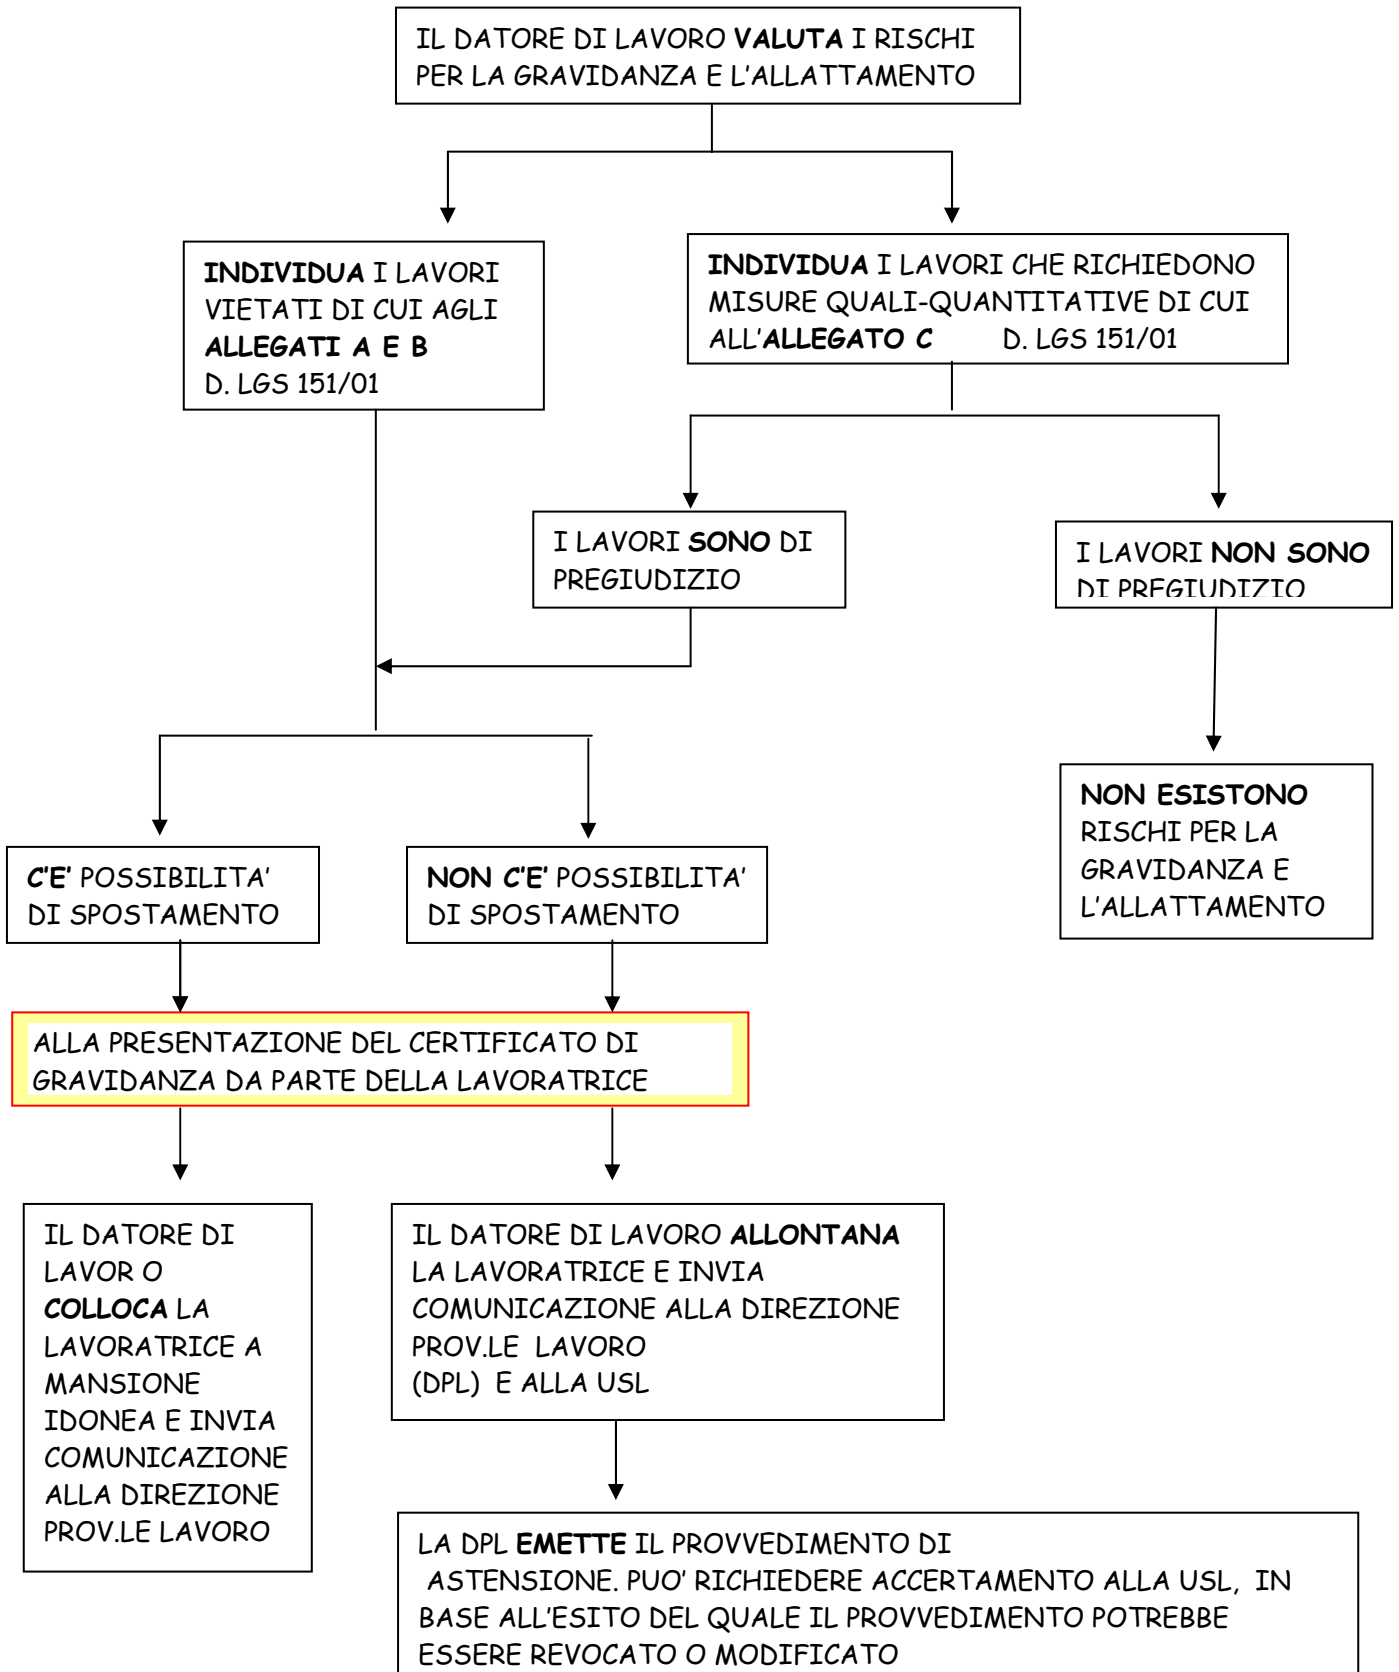 IL DATORE DI LAVORO VALUTA I RISCHI
PER LA GRAVIDANZA E L'ALLATTAMENTO
INDIVIDUA I LAVORI
VIETATI DI CUI AGLI
ALLEGATI A E B
D. LGS 151/01
INDIVIDUA I LAVORI CHE RICHIEDONO
MISURE QUALI-QUANTITATIVE DI CUI
ALL'ALLEGATO C D. LGS 151/01
I LAVORI SONO DI
PREGIUDIZIO
I LAVORI NON SONO
DI PREGIUDIZIO
NON ESISTONO
RISCHI PER LA
GRAVIDANZA E
L'ALLATTAMENTO
C'E' POSSIBILITA'
DI SPOSTAMENTO
NON C'E' POSSIBILITA'
DI SPOSTAMENTO
ALLA PRESENTAZIONE DEL CERTIFICATO DI
GRAVIDANZA DA PARTE DELLA LAVORATRICE
IL DATORE DI
LAVOR O
COLLOCA LA
LAVORATRICE A
MANSIONE
IDONEA E INVIA
COMUNICAZIONE
ALLA DIREZIONE
PROV.LE LAVORO
IL DATORE DI LAVORO ALLONTANA
LA LAVORATRICE E INVIA
COMUNICAZIONE ALLA DIREZIONE
PROV.LE LAVORO
(DPL) E ALLA USL
LA DPL EMETTE IL PROVVEDIMENTO DI
ASTENSIONE. PUO' RICHIEDERE ACCERTAMENTO ALLA USL, IN
BASE ALL'ESITO DEL QUALE IL PROVVEDIMENTO POTREBBE
ESSERE REVOCATO O MODIFICATO